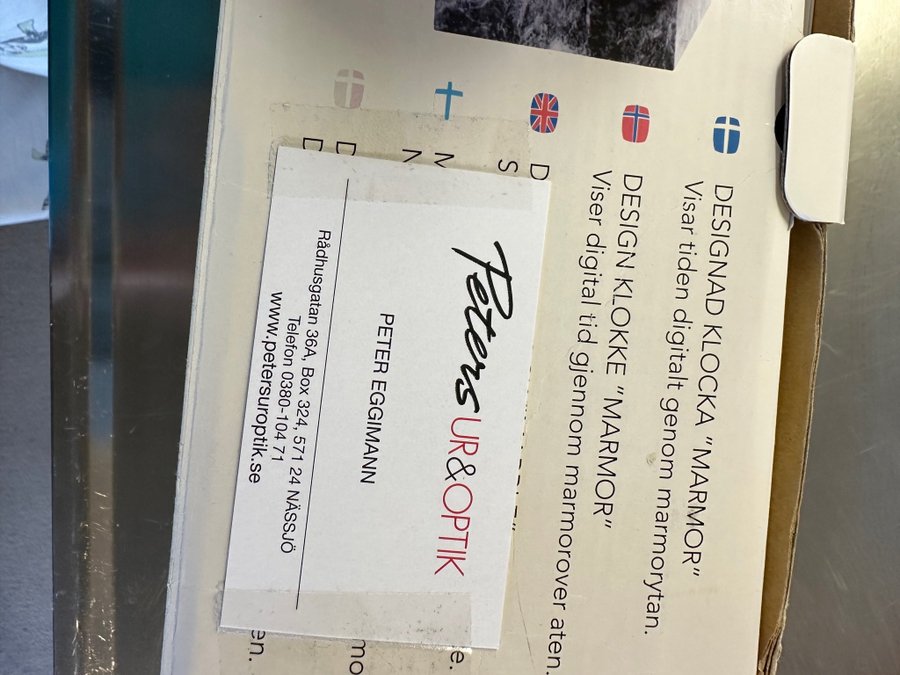 DESIGNAD KLOCKA "MARMOR"
Visar tiden digitalt genom marmorytan.
DESIGN KLOKKE "MARMOR"
Viser digital tid gjennom marmorover aten.
Peters UR&OPTIK
PETER EGGIMANN
Rådhusgatan 36A, Box 324, 571 24 NÄSSJÖ
Telefon 0380-104 71
www.petersuroptik.se